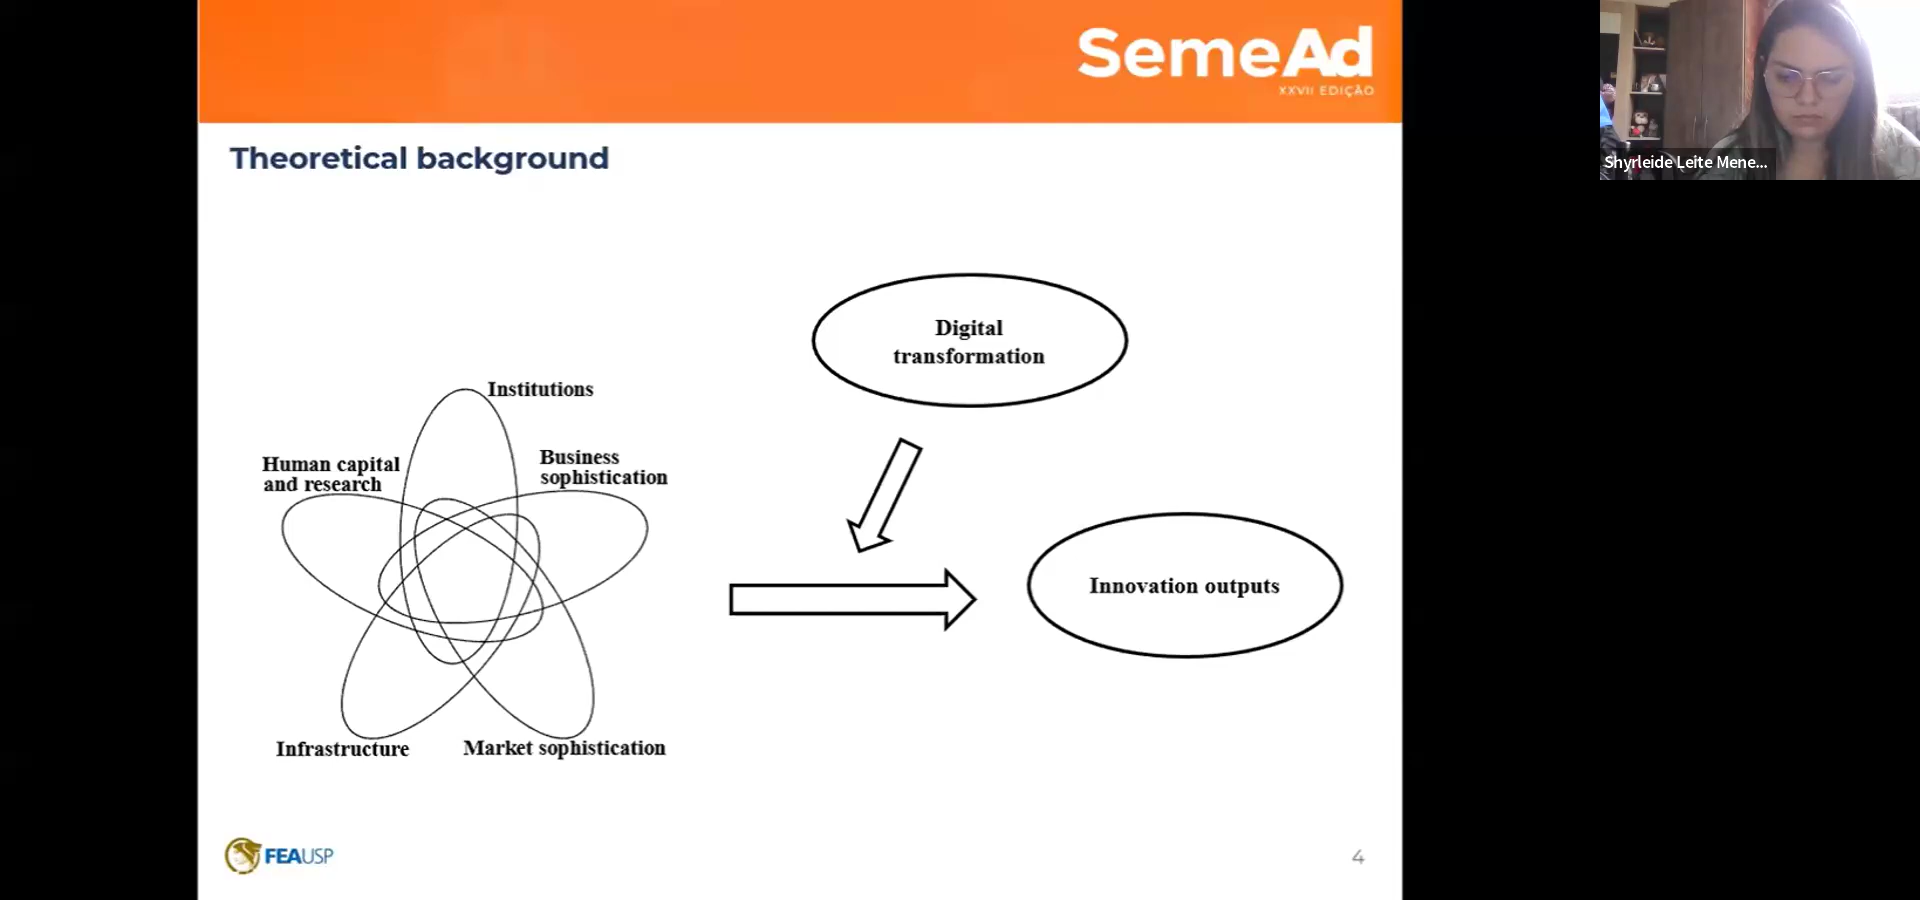 SemeAd
XXVII EDIÇÃO
Shyrleide Leite Mene...
Theoretical background
Digital
transformation
Institutions
Human capital
and research
Business
sophistication
Innovation outputs
Infrastructure
Market sophistication
FEAUSP
4